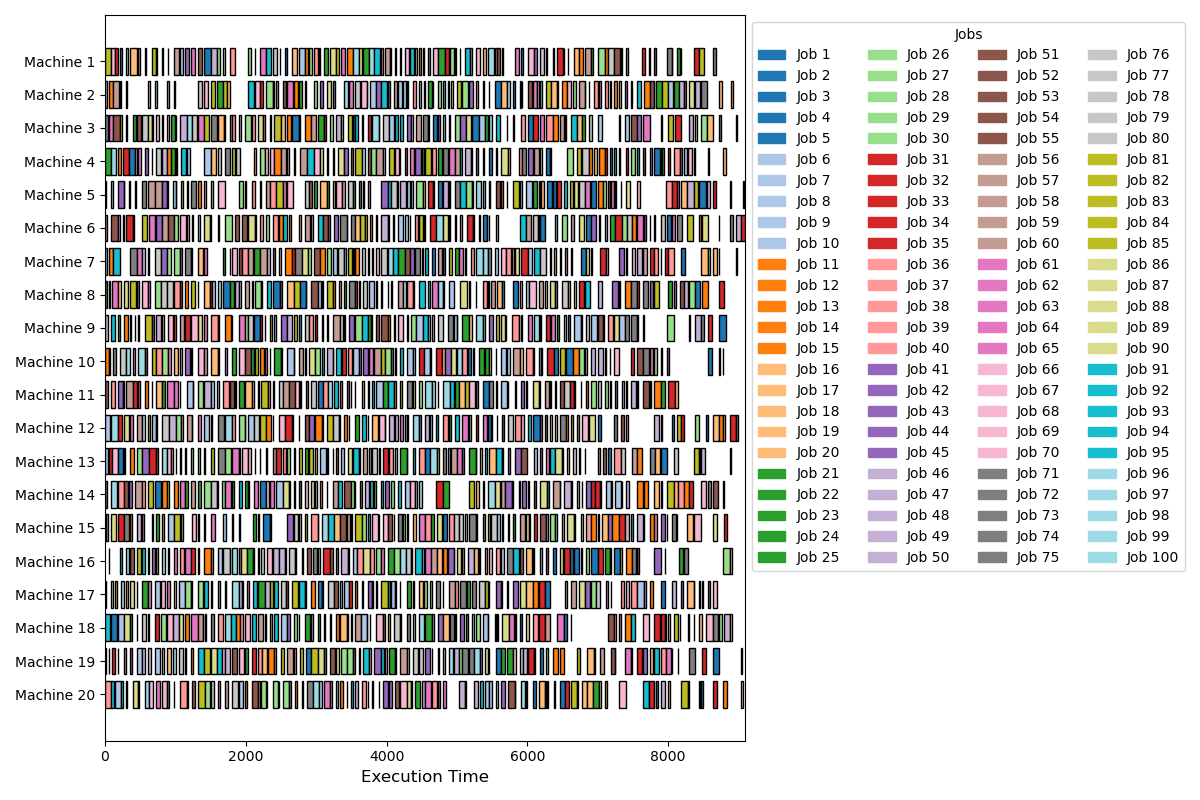 Machine 1
Machine 2
Machine 3
Machine 4
Machine 5
Machine 6
Machine 7
Machine 8
Machine 9
Machine 10
Machine 11
Machine 12
Machine 13
Machine 14
Machine 15
Machine 16
Machine 17
Machine 18
Machine 19
Machine 20
0 2000 4000 6000 8000
Execution Time
Jobs
Job 1 Job 26 Job 51 Job 76
Job 2 Job 27 Job 52 Job 77
Job 3 Job 28 Job 53 Job 78
Job 4 Job 29 Job 54 Job 79
Job 5 Job 30 Job 55 Job 80
Job 6 Job 31 Job 56 Job 81
Job 7 Job 32 Job 57 Job 82
Job 8 Job 33 Job 58 Job 83
Job 9 Job 34 Job 59 Job 84
Job 10 Job 35 Job 60 Job 85
Job 11 Job 36 Job 61 Job 86
Job 12 Job 37 Job 62 Job 87
Job 13 Job 38 Job 63 Job 88
Job 14 Job 39 Job 64 Job 89
Job 15 Job 40 Job 65 Job 90
Job 16 Job 41 Job 66 Job 91
Job 17 Job 42 Job 67 Job 92
Job 18 Job 43 Job 68 Job 93
Job 19 Job 44 Job 69 Job 94
Job 20 Job 45 Job 70 Job 95
Job 21 Job 46 Job 71 Job 96
Job 22 Job 47 Job 72 Job 97
Job 23 Job 48 Job 73 Job 98
Job 24 Job 49 Job 74 Job 99
Job 25 Job 50 Job 75 Job 100